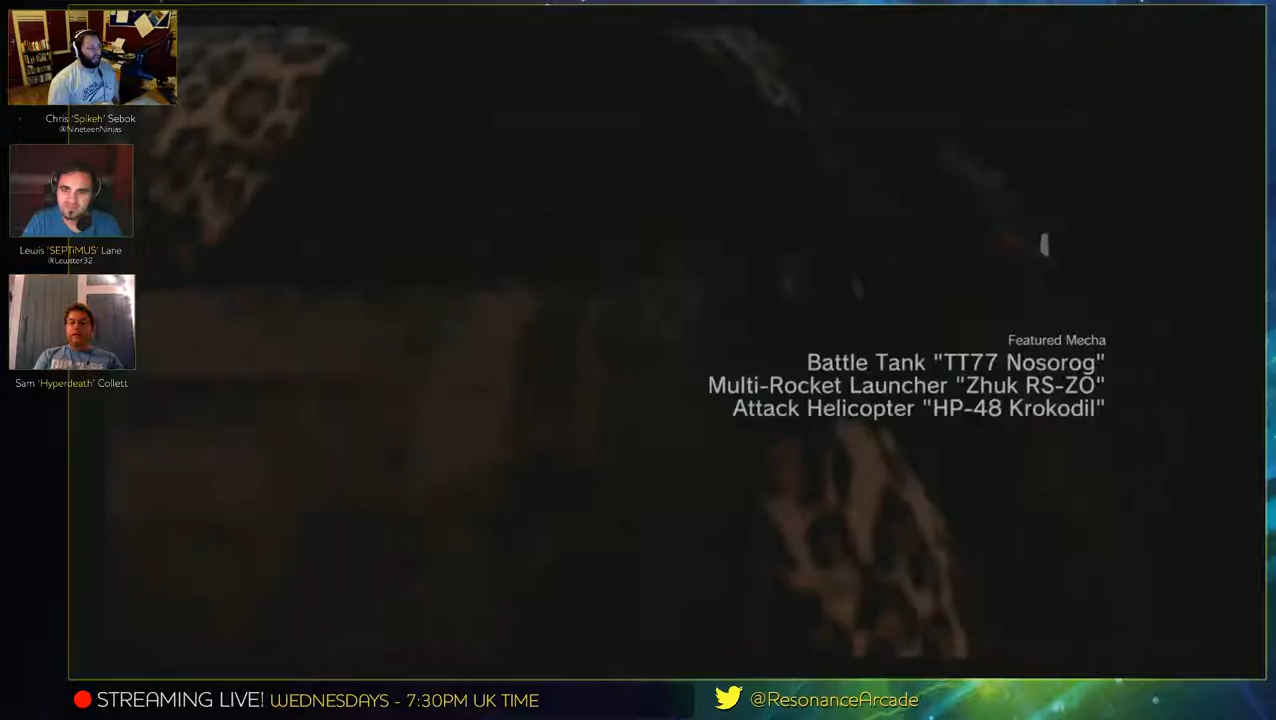 Chris 'Spikeh' Sebok
@NineteenNinjas
Lewis 'SEPTiMUS' Lane
@Lewster32
Sam 'Hyperdeath' Collett
Featured Mecha
Battle Tank "TT77 Nosorog"
Multi-Rocket Launcher "Zhuk RS-ZO"
Attack Helicopter "HP-48 Krokodil"
STREAMING LIVE! WEDNESDAYS - 7:30PM UK TIME
@ResonanceArcade